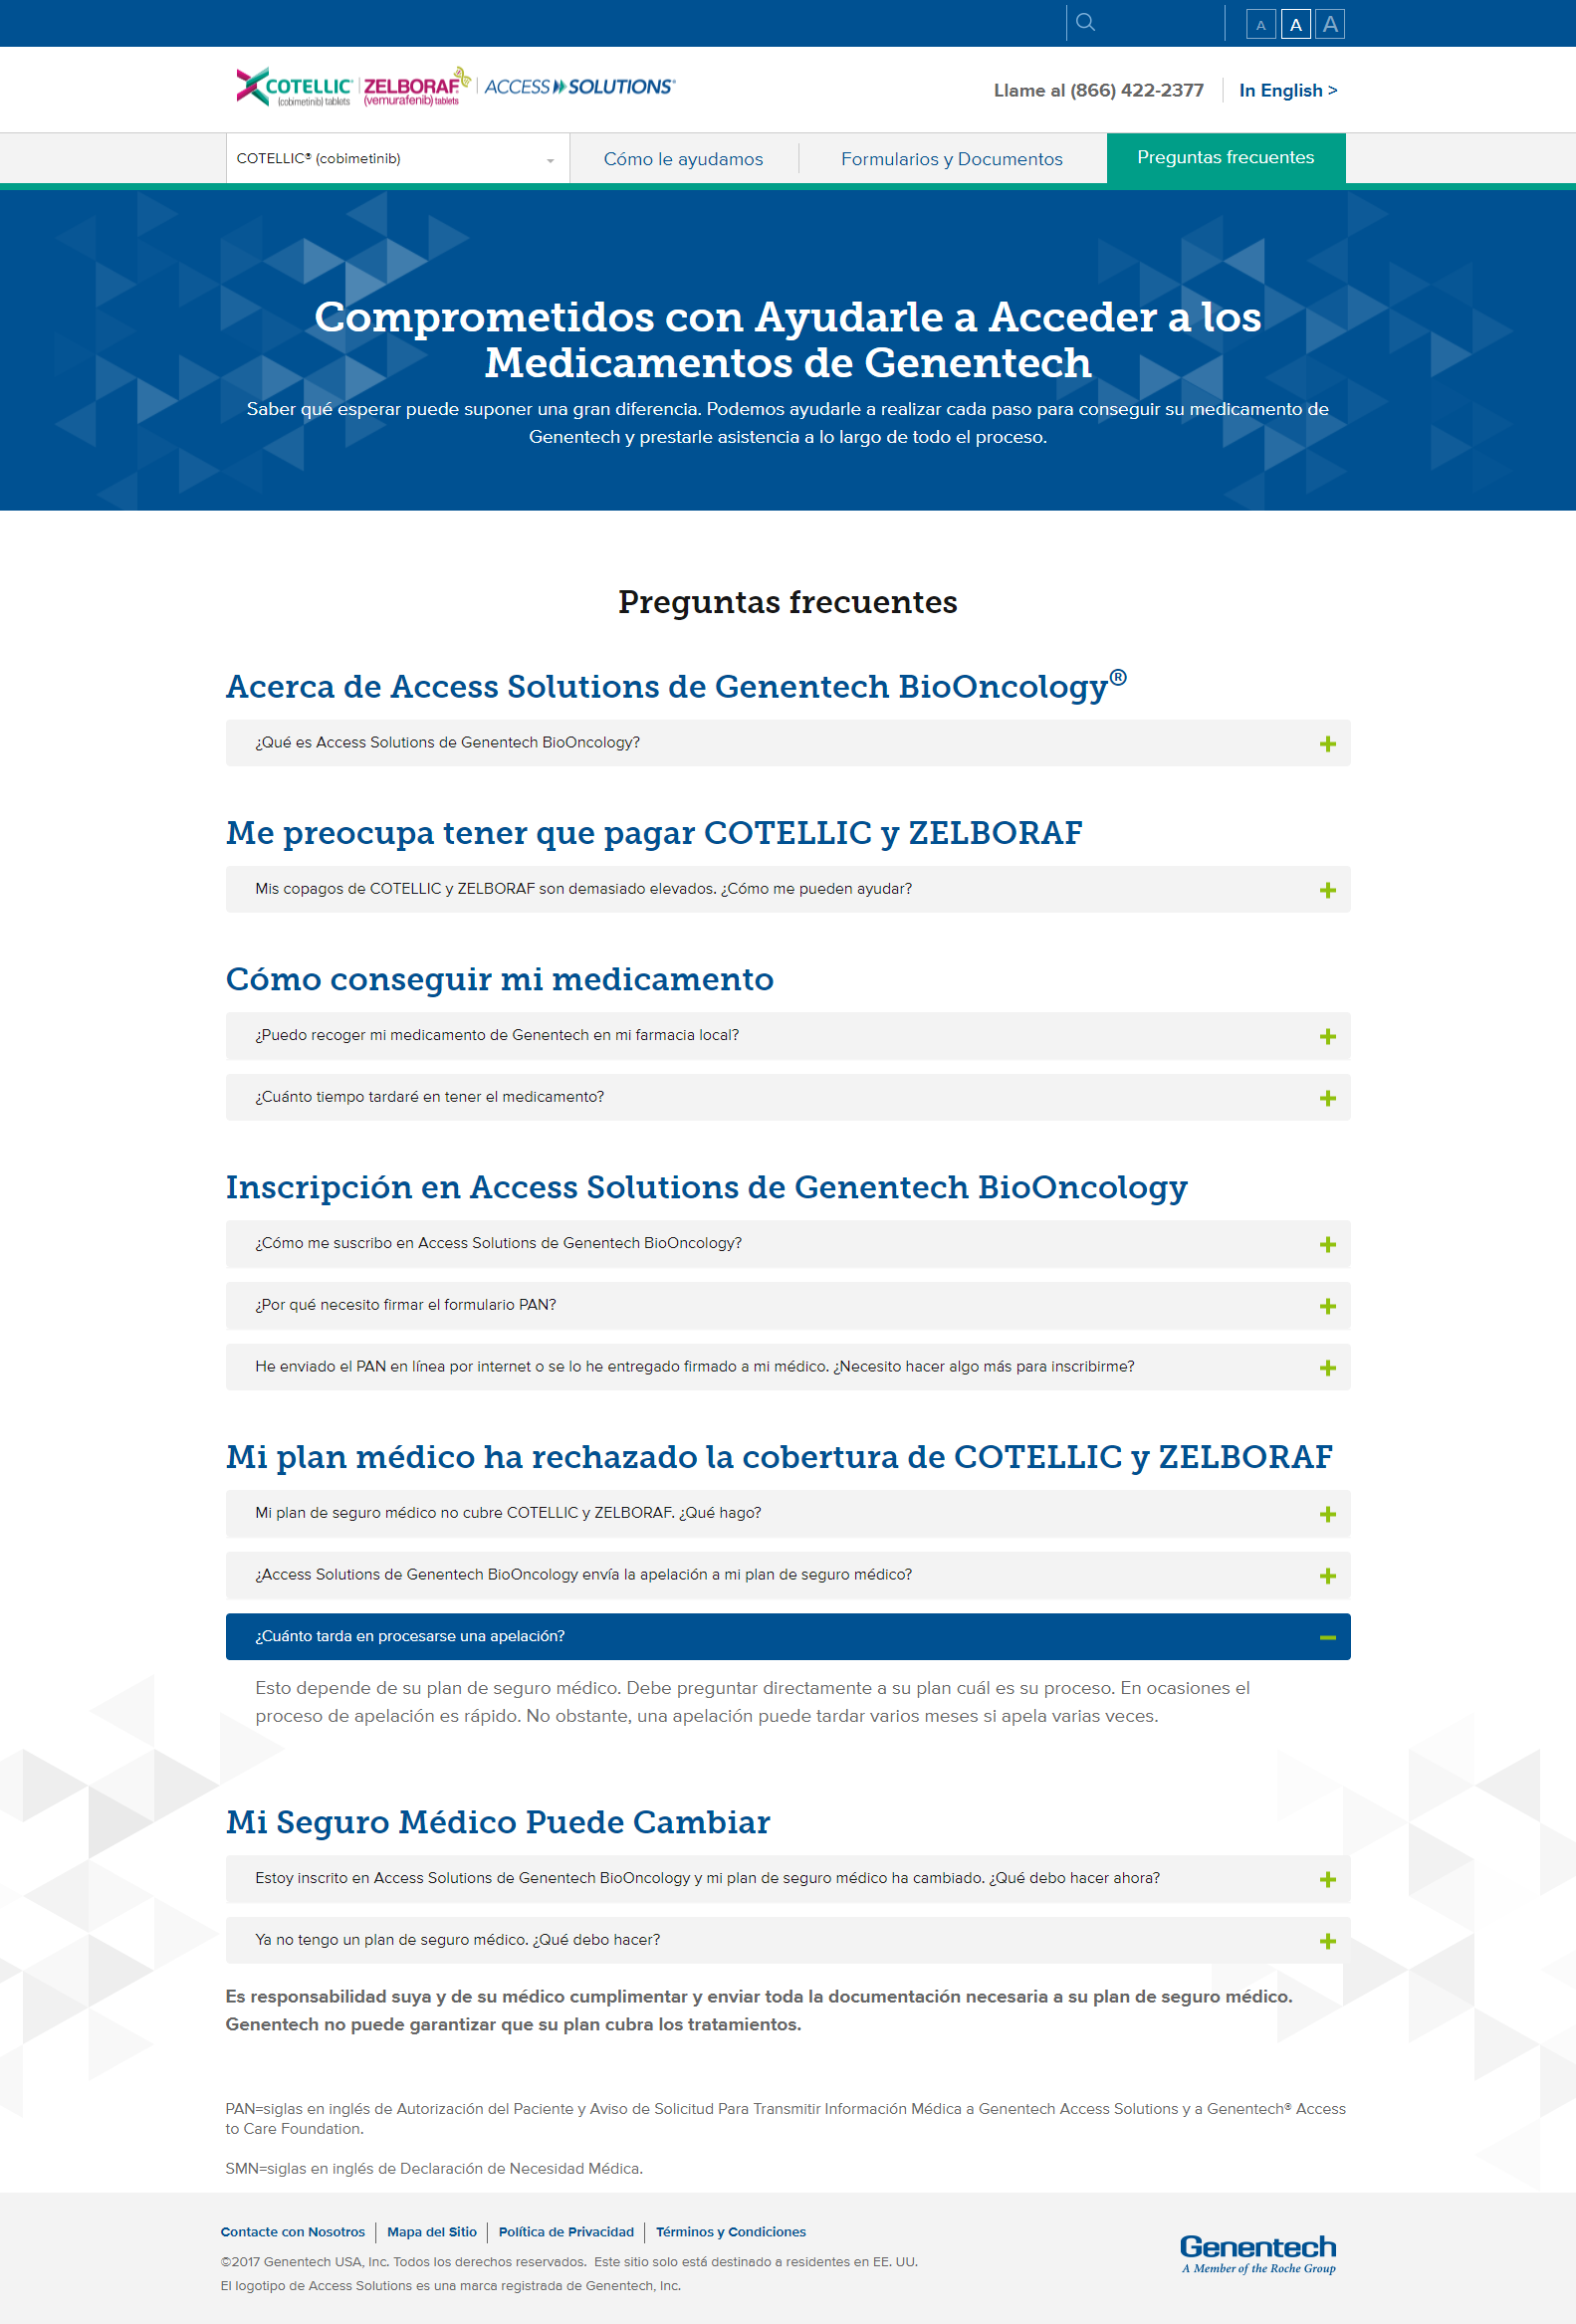 A A A
COTELLIC® | ZELBORAF® | ACCESS SOLUTIONS®
(cobimetinib) tablets (vemurafenib) tablets
Llame al (866) 422-2377
In English >
COTELLIC® (cobimetinib)
Cómo le ayudamos
Formularios y Documentos
Preguntas frecuentes
Comprometidos con Ayudarle a Acceder a los
Medicamentos de Genentech
Saber qué esperar puede suponer una gran diferencia. Podemos ayudarle a realizar cada paso para conseguir su medicamento de
Genentech y prestarle asistencia a lo largo de todo el proceso.
Preguntas frecuentes
Acerca de Access Solutions de Genentech BioOncology®
¿Qué es Access Solutions de Genentech BioOncology?
Me preocupa tener que pagar COTELLIC y ZELBORAF
Mis copagos de COTELLIC y ZELBORAF son demasiado elevados. ¿Cómo me pueden ayudar?
Cómo conseguir mi medicamento
¿Puedo recoger mi medicamento de Genentech en mi farmacia local?
¿Cuánto tiempo tardaré en tener el medicamento?
Inscripción en Access Solutions de Genentech BioOncology
¿Cómo me suscribo en Access Solutions de Genentech BioOncology?
¿Por qué necesito firmar el formulario PAN?
He enviado el PAN en línea por internet o se lo he entregado firmado a mi médico. ¿Necesito hacer algo más para inscribirme?
Mi plan médico ha rechazado la cobertura de COTELLIC y ZELBORAF
Mi plan de seguro médico no cubre COTELLIC y ZELBORAF. ¿Qué hago?
¿Access Solutions de Genentech BioOncology envía la apelación a mi plan de seguro médico?
¿Cuánto tarda en procesarse una apelación?
Esto depende de su plan de seguro médico. Debe preguntar directamente a su plan cuál es su proceso. En ocasiones el
proceso de apelación es rápido. No obstante, una apelación puede tardar varios meses si apela varias veces.
Mi Seguro Médico Puede Cambiar
Estoy inscrito en Access Solutions de Genentech BioOncology y mi plan de seguro médico ha cambiado. ¿Qué debo hacer ahora?
Ya no tengo un plan de seguro médico. ¿Qué debo hacer?
Es responsabilidad suya y de su médico cumplimentar y enviar toda la documentación necesaria a su plan de seguro médico.
Genentech no puede garantizar que su plan cubra los tratamientos.
PAN=siglas en inglés de Autorización del Paciente y Aviso de Solicitud Para Transmitir Información Médica a Genentech Access Solutions y a Genentech® Access
to Care Foundation.
SMN=siglas en inglés de Declaración de Necesidad Médica.
Contacte con Nosotros | Mapa del Sitio | Política de Privacidad | Términos y Condiciones
©2017 Genentech USA, Inc. Todos los derechos reservados. Este sitio solo está destinado a residentes en EE. UU.
El logotipo de Access Solutions es una marca registrada de Genentech, Inc.
Genentech
A Member of the Roche Group